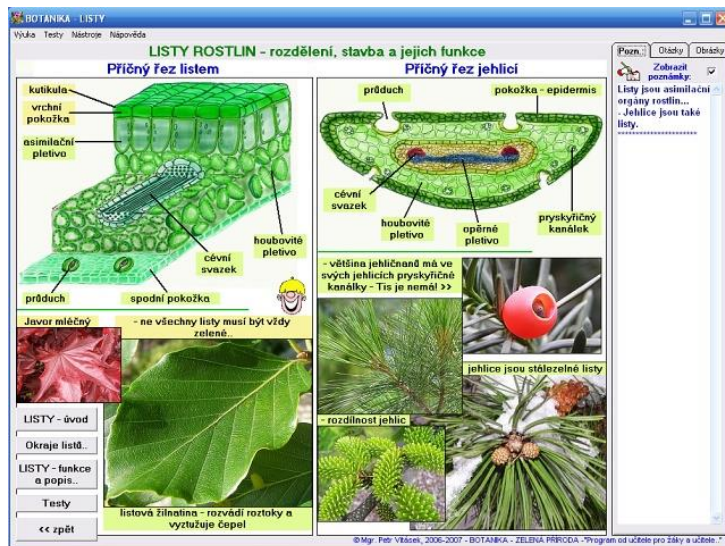 BOTANIKA - LISTY
Výuka Testy Nástroje Nápověda
LISTY ROSTLIN - rozdělení, stavba a jejich funkce
Příčný řez listem
kutikula
vrchní
pokožka
asimilační
pletivo
cévní
svazek
houbovité
pletivo
průduch
spodní pokožka
Javor mléčný
- ne všechny listy musí být vždy
zelené..
LISTY - úvod
Okraje listů..
LISTY - funkce
a popis..
Testy
<< zpět
listová žilnatina - rozvádí roztoky a
vyztužuje čepel
Příčný řez jehlicí
průduch
pokožka - epidermis
cévní
svazek
houbovité
pletivo
opěrné
pletivo
pryskyřičný
kanálek
- většina jehličnanů má ve
svých jehlicích pryskyřičné
kanálky - Tis je nemá! >>
jehlice jsou stálezelné listy
- rozdílnost jehlic
Pozn.: Otázky Obrázky
Zobrazit
poznámky:
Listy jsou asimilační
orgány rostlin...
- Jehlice jsou také
listy.
©Mgr. Petr Vitásek, 2006-2007 - BOTANIKA - ZELENÁ PŘÍRODA -"Program od učitele pro žáky a učitele.."